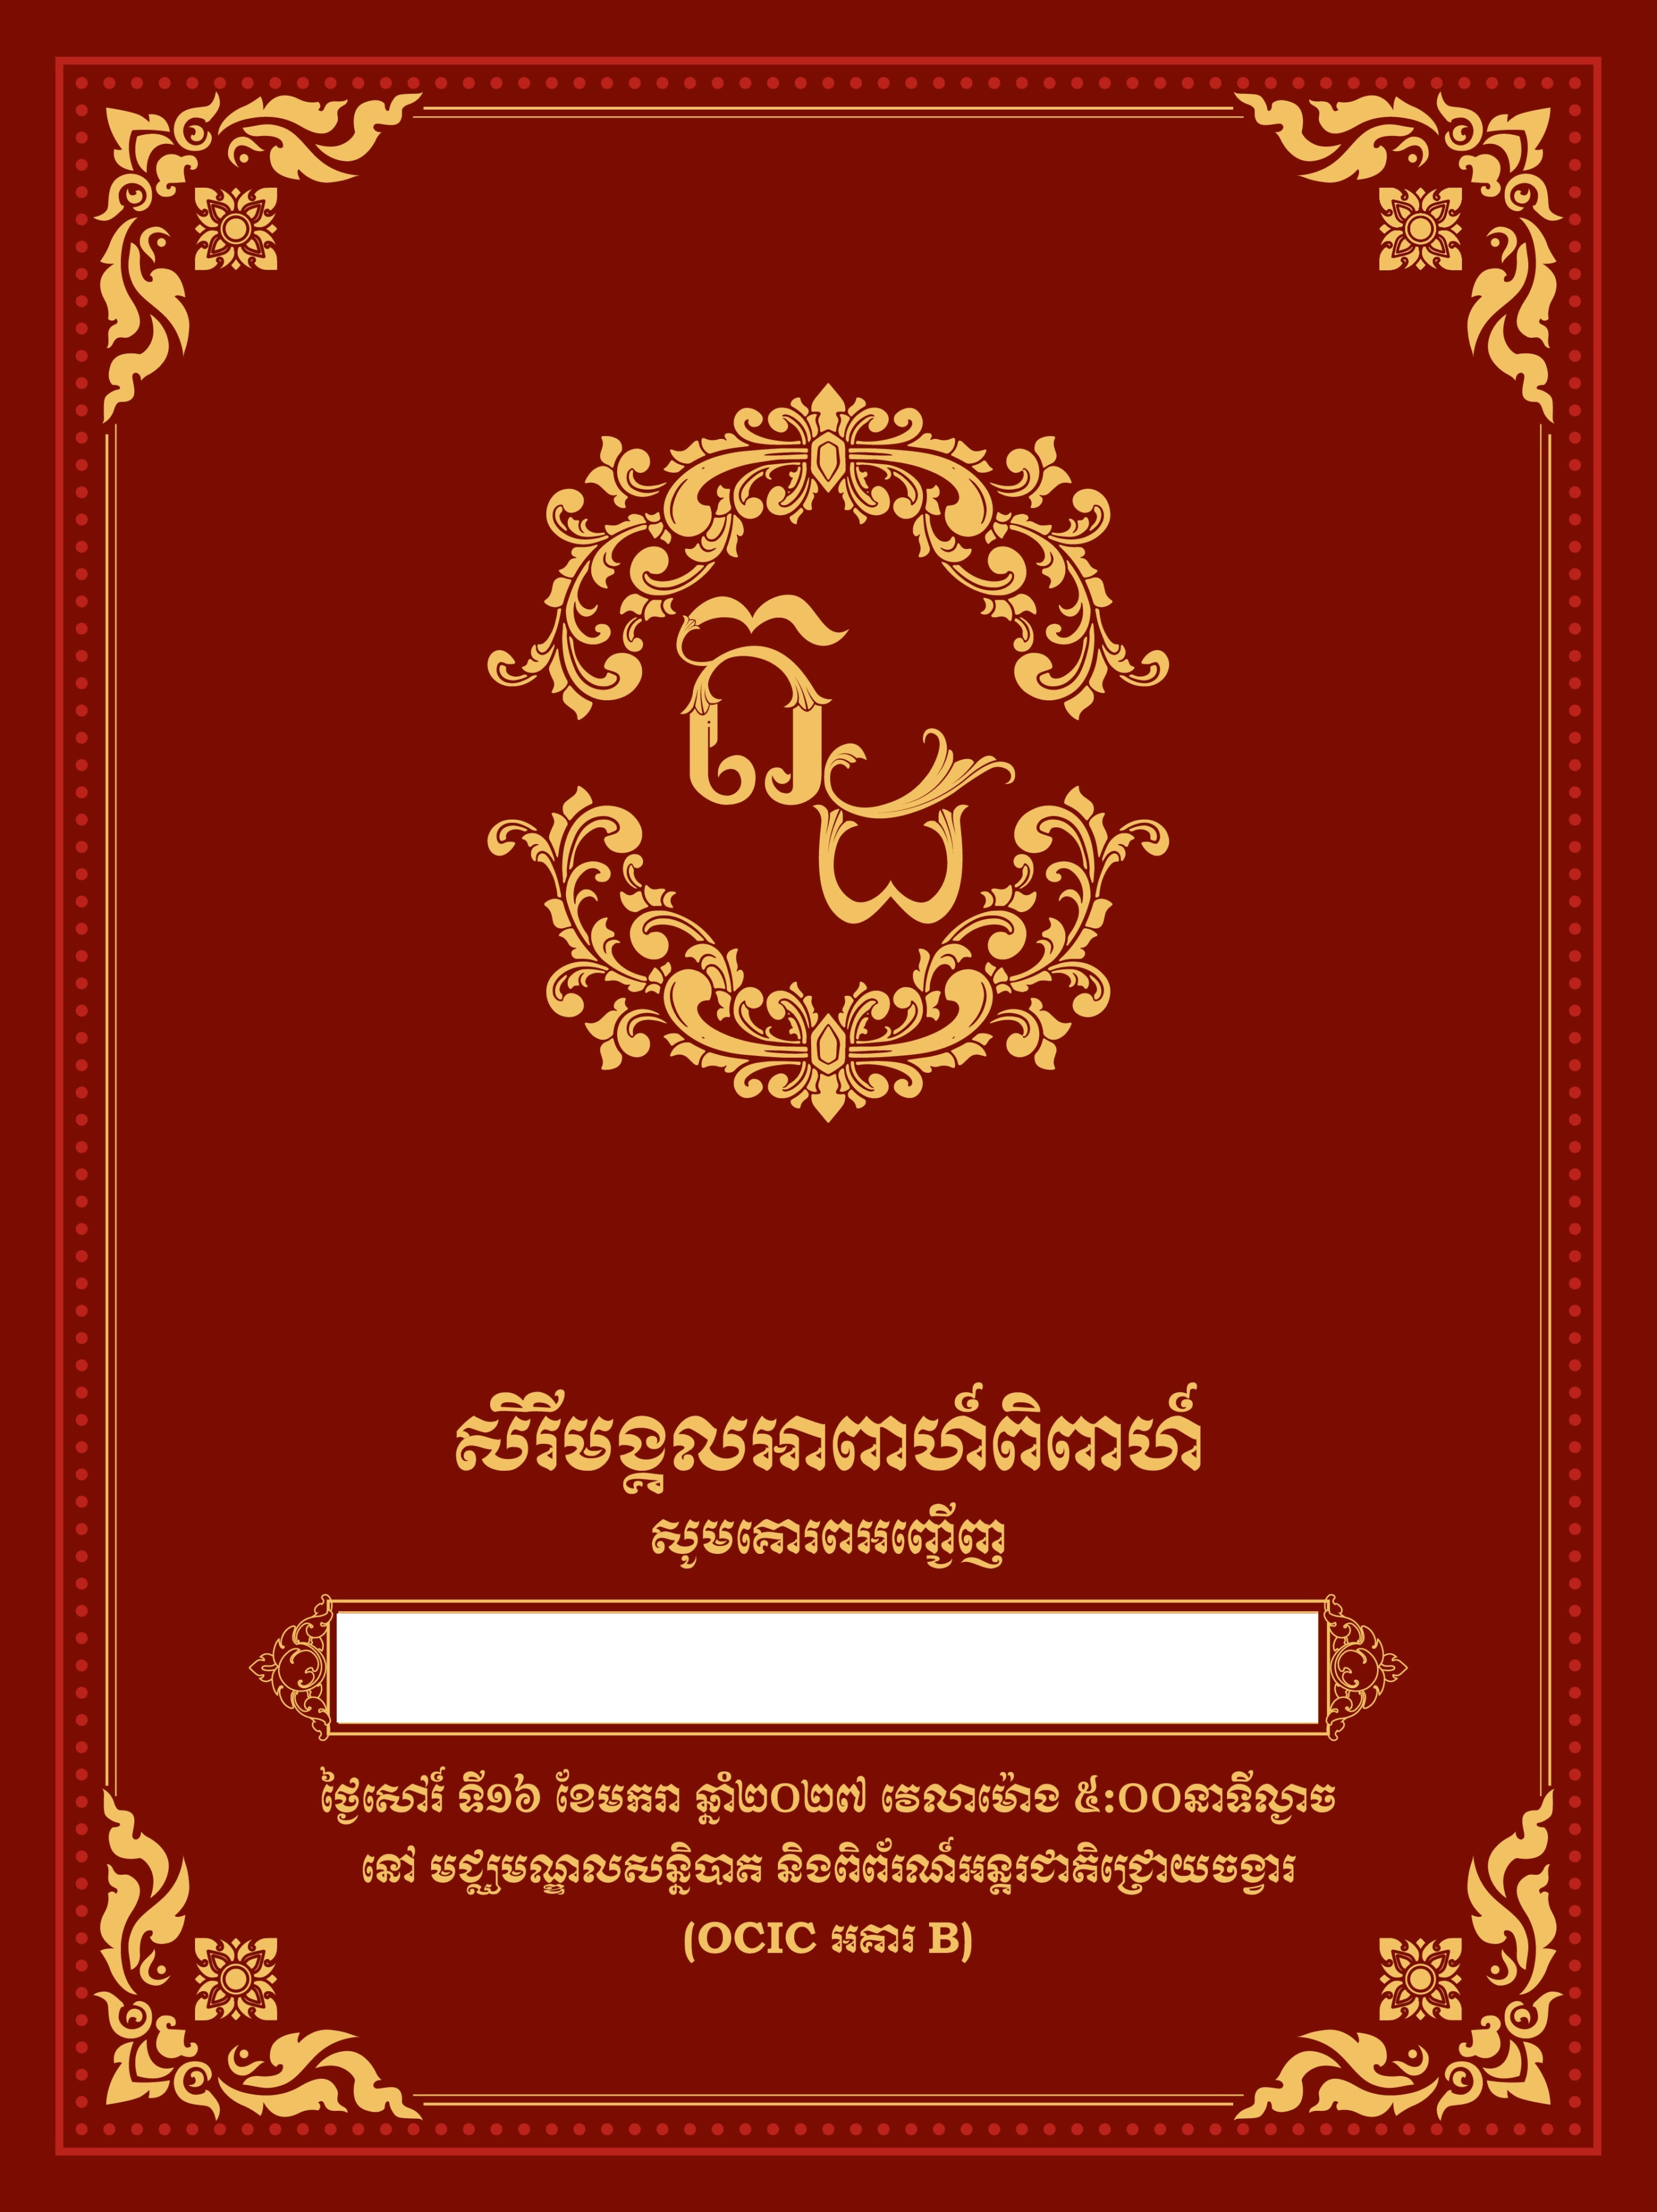 សិរីមង្គលអាពាហ៍ពិពាហ៍
សូមគោរពអញ្ជើញ
ថ្ងៃសៅរ៍ ទី១៦ ខែមករា ឆ្នាំ២០២៧ វេលាម៉ោង ៥:០០នាទីល្ងាច
នៅ មជ្ឈមណ្ឌលសន្និបាត និងពិព័រណ៍អន្តរជាតិជ្រោយចង្វារ
(OCIC អគារ B)